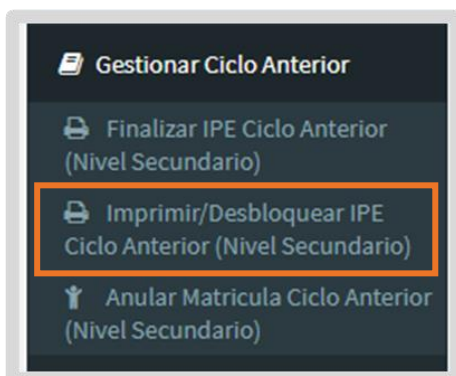 Gestionar Ciclo Anterior
Finalizar IPE Ciclo Anterior
(Nivel Secundario)
Imprimir/Desbloquear IPE
Ciclo Anterior (Nivel Secundario)
Anular Matricula Ciclo Anterior
(Nivel Secundario)